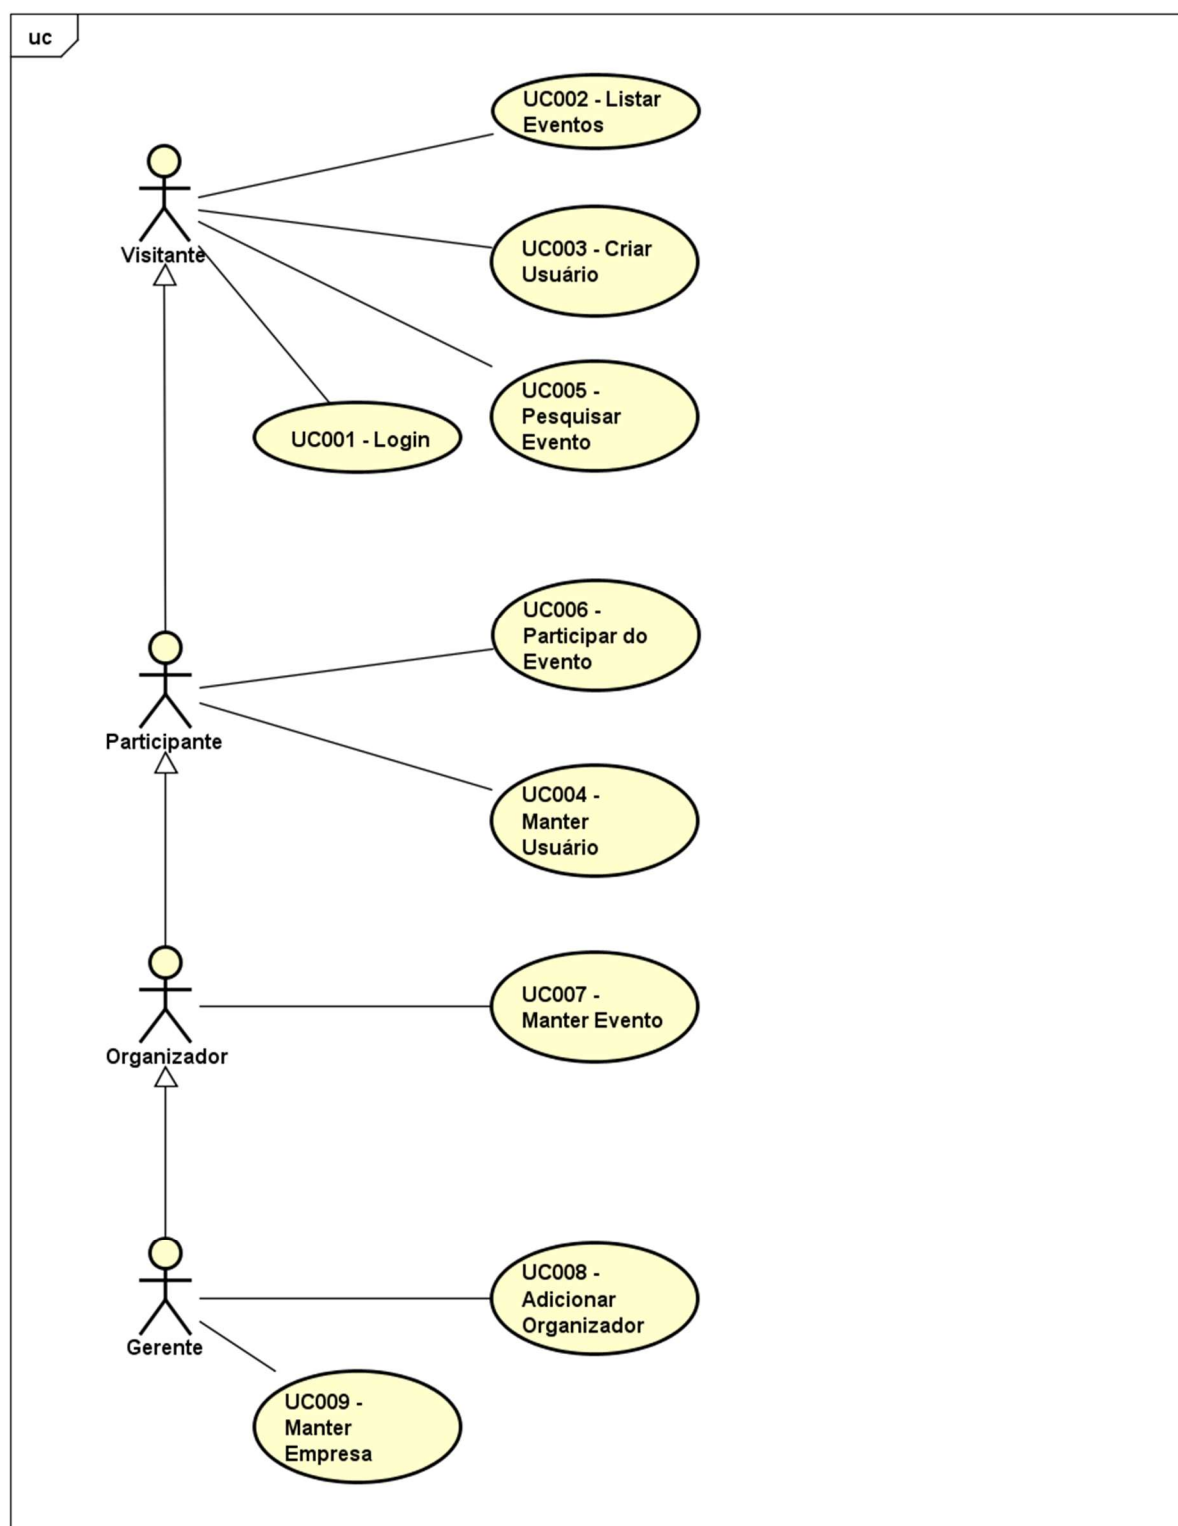 uc
UC002 - Listar
Eventos
Visitante
UC003 - Criar
Usuário
UC005 -
Pesquisar
Evento
UC001 - Login
UC006 -
Participar do
Evento
Participante
UC004 -
Manter
Usuário
UC007 -
Manter Evento
Organizador
UC008 -
Adicionar
Organizador
Gerente
UC009 -
Manter
Empresa